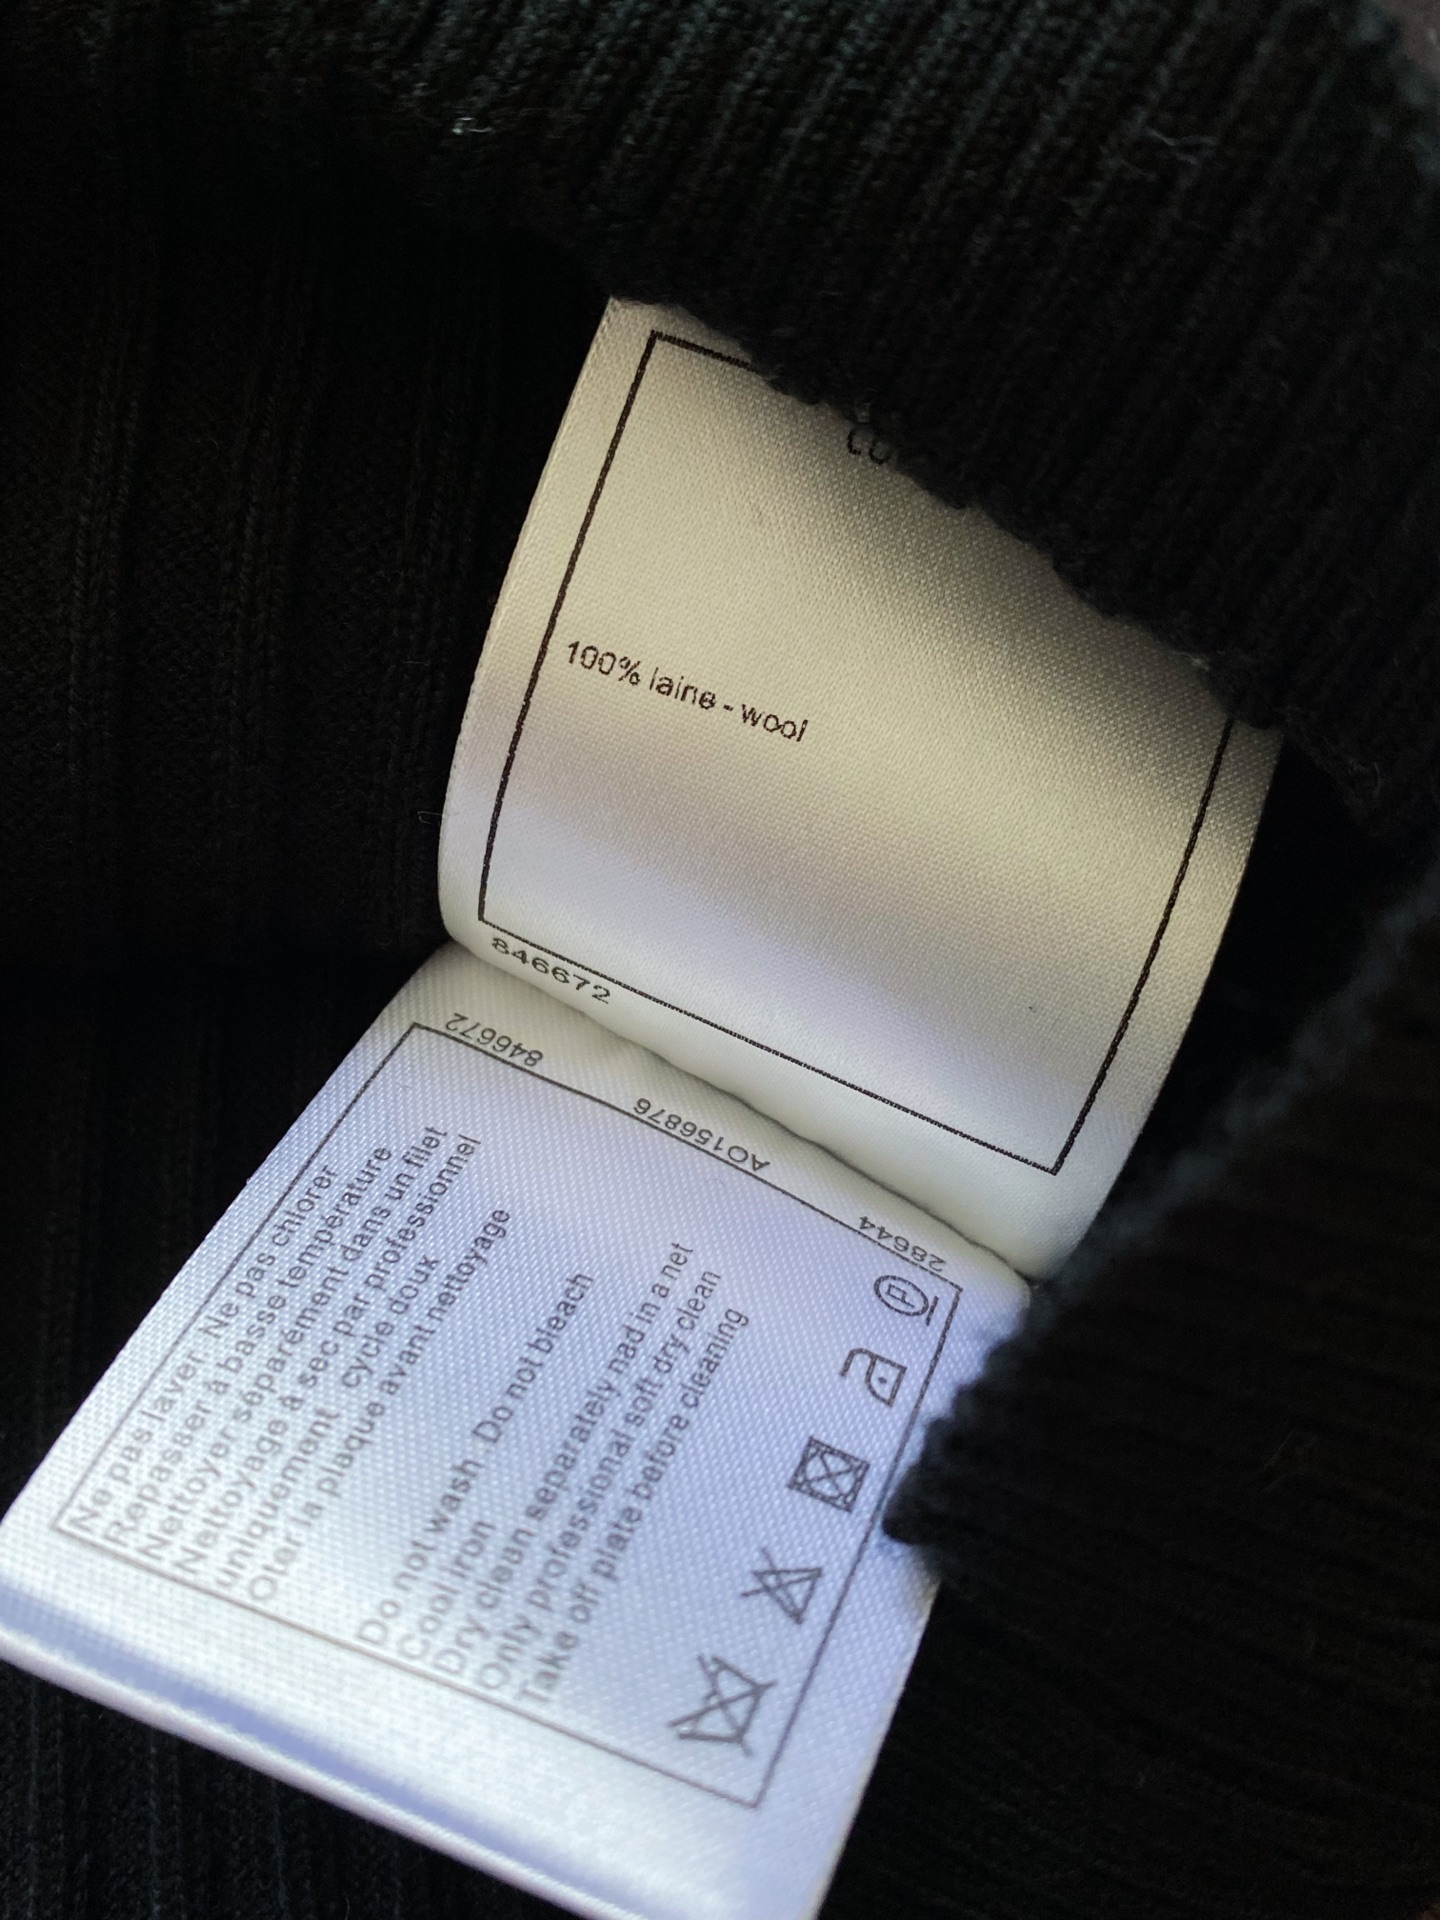 100% laine - wool
846672
846672
AO156876
28644
Ne pas laver Ne pas chlorer
Repasser à basse température
Nettoyer séparément dans un filet
Nettoyage à sec par professionnel
uniquement cycle doux
Oter la plaque avant nettoyage
Do not wash Do not bleach
Cool iron
Dry clean separately nad in a net
Only professional soft dry clean
Take off plate before cleaning
P